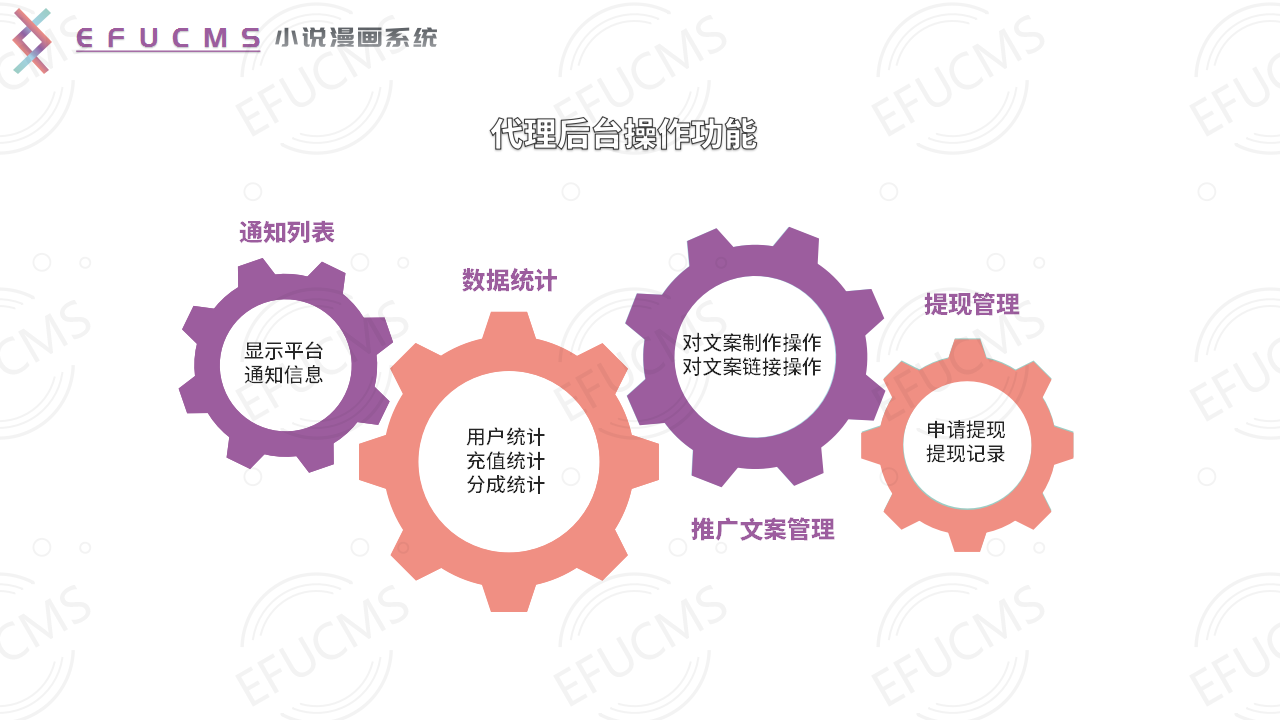 EFUCMS 小说漫画系统
代理后台操作功能
通知列表
显示平台
通知信息
数据统计
用户统计
充值统计
分成统计
对文案制作操作
对文案链接操作
推广文案管理
提现管理
申请提现
提现记录
EFUCMS
EFUCMS
EFUCMS
EFUCMS
EFUCMS
EFUCMS
EFUCMS
EFUCMS
EFUCMS